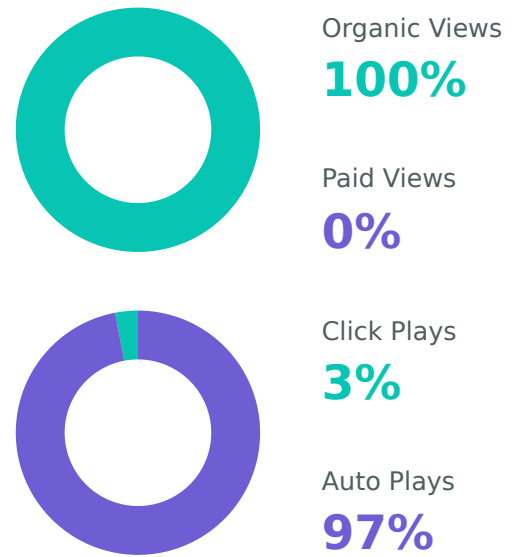 Organic Views
100%
Paid Views
0%
Click Plays
3%
Auto Plays
97%